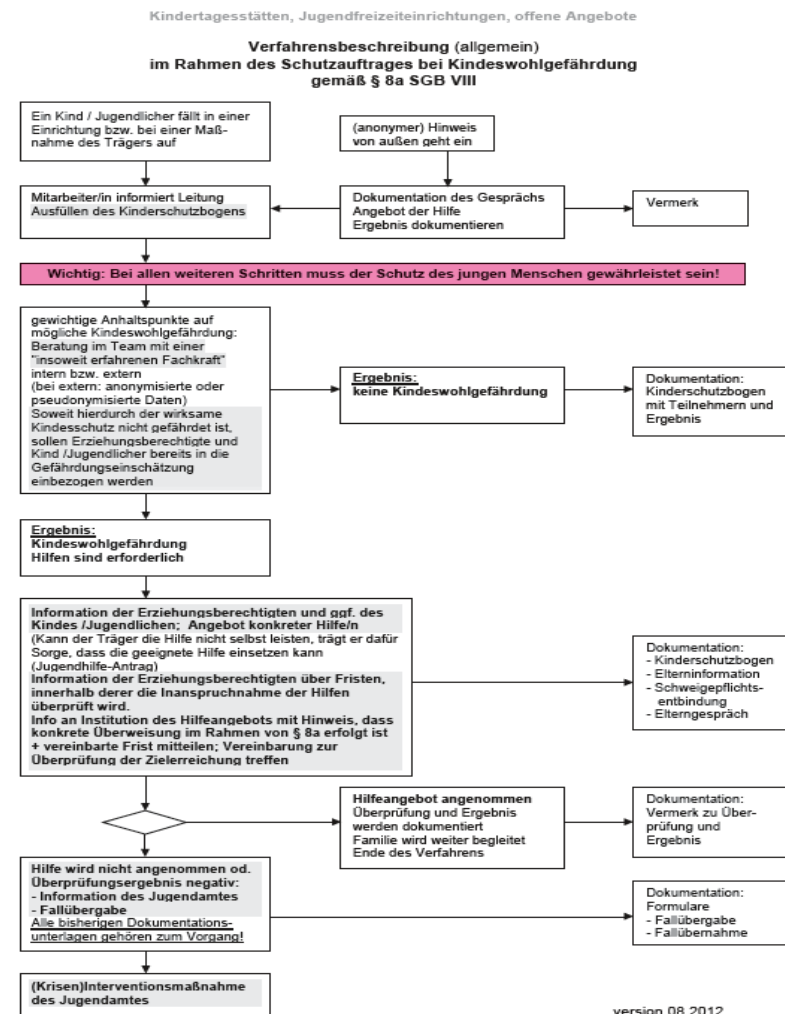 Kindertagesstätten, Jugendfreizeiteinrichtungen, offene Angebote
Verfahrensbeschreibung (allgemein)
im Rahmen des Schutzauftrages bei Kindeswohlgefährdung
gemäß § 8a SGB VIII
Ein Kind / Jugendlicher fällt in einer
Einrichtung bzw. bei einer Maß-
nahme des Trägers auf
(anonymer) Hinweis
von außen geht ein
Mitarbeiter/in informiert Leitung
Ausfüllen des Kinderschutzbogens
Dokumentation des Gesprächs
Angebot der Hilfe
Ergebnis dokumentieren
Vermerk
Wichtig: Bei allen weiteren Schritten muss der Schutz des jungen Menschen gewährleistet sein!
gewichtige Anhaltspunkte auf
mögliche Kindeswohlgefährdung:
Beratung im Team mit einer
"insoweit erfahrenen Fachkraft"
intern bzw. extern
(bei extern: anonymisierte oder
pseudonymisierte Daten)
Soweit hierdurch der wirksame
Kindesschutz nicht gefährdet ist,
sollen Erziehungsberechtigte und
Kind /Jugendlicher bereits in die
Gefährdungseinschätzung
einbezogen werden
Ergebnis:
keine Kindeswohlgefährdung
Dokumentation:
Kinderschutzbogen
mit Teilnehmern und
Ergebnis
Ergebnis:
Kindeswohlgefährdung
Hilfen sind erforderlich
Information der Erziehungsberechtigten und ggf. des
Kindes /Jugendlichen; Angebot konkreter Hilfe/n
(Kann der Träger die Hilfe nicht selbst leisten, trägt er dafür
Sorge, dass die geeignete Hilfe einsetzen kann
(Jugendhilfe-Antrag)
Information der Erziehungsberechtigten über Fristen,
innerhalb derer die Inanspruchnahme der Hilfen
überprüft wird.
Info an Institution des Hilfeangebots mit Hinweis, dass
konkrete Überweisung im Rahmen von § 8a erfolgt ist
+ vereinbarte Frist mitteilen; Vereinbarung zur
Überprüfung der Zielerreichung treffen
Dokumentation:
- Kinderschutzbogen
- Elterninformation
- Schweigepflichts-
entbindung
- Elterngespräch
Hilfeangebot angenommen
Überprüfung und Ergebnis
werden dokumentiert
Familie wird weiter begleitet
Ende des Verfahrens
Dokumentation:
Vermerk zu Über-
prüfung und
Ergebnis
Hilfe wird nicht angenommen od.
Überprüfungsergebnis negativ:
- Information des Jugendamtes
- Fallübergabe
Alle bisherigen Dokumentations-
unterlagen gehören zum Vorgang!
Dokumentation:
Formulare
- Fallübergabe
- Fallübernahme
(Krisen)Interventionsmaßnahme
des Jugendamtes
version 08.2012